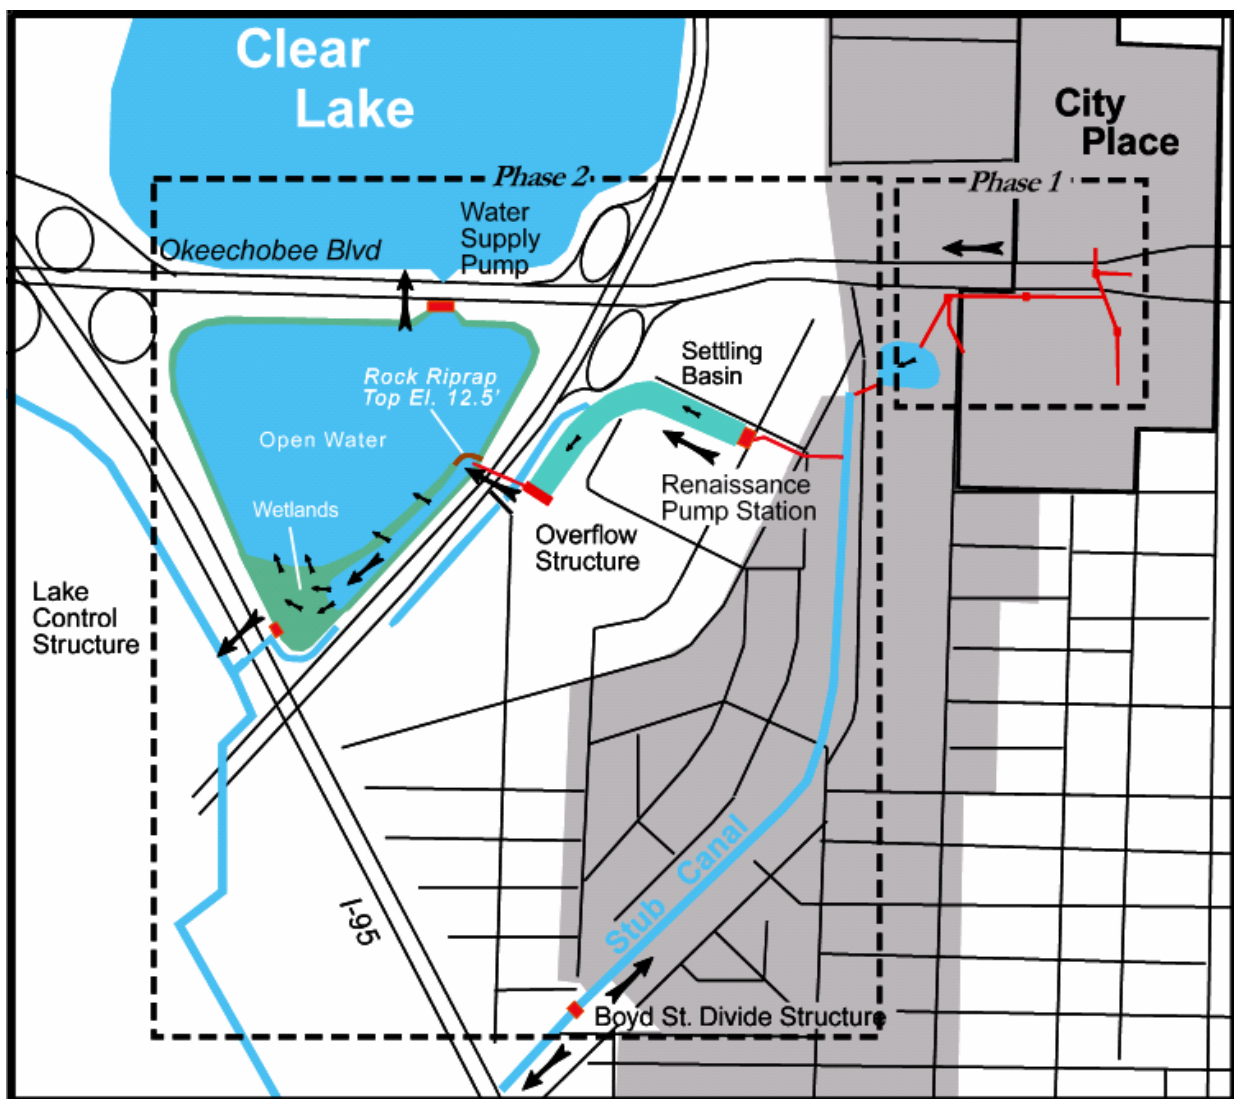 Clear
Lake
City
Place
Phase 2
Phase 1
Water
Supply
Pump
Okeechobee Blvd
Settling
Basin
Rock Riprap
Top El. 12.5'
Open Water
Renaissance
Pump Station
Wetlands
Overflow
Structure
Lake
Control
Structure
Stub Canal
I-95
Boyd St. Divide Structure